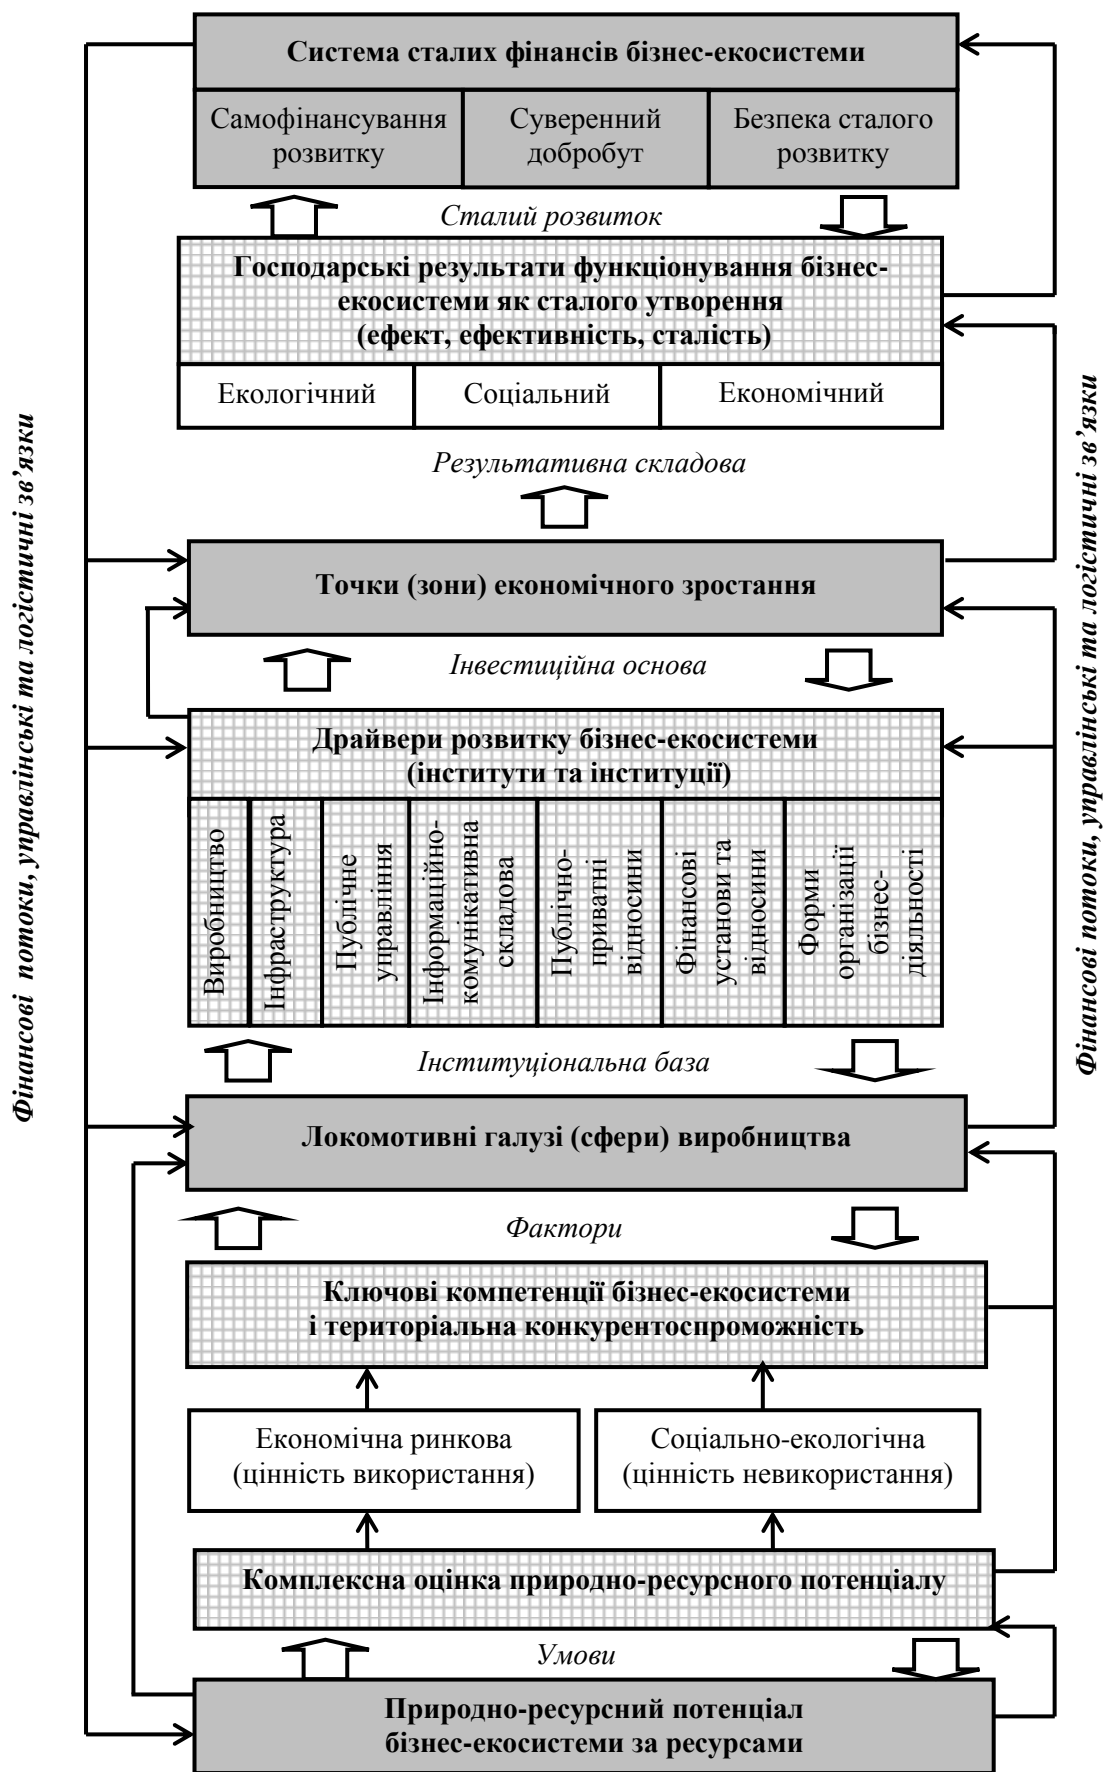 Система сталих фінансів бізнес-екосистеми
Самофінансування
розвитку
Суверенний
добробут
Безпека сталого
розвитку
Сталий розвиток
Господарські результати функціонування бізнес-
екосистеми як сталого утворення
(ефект, ефективність, сталість)
Екологічний
Соціальний
Економічний
Результативна складова
Точки (зони) економічного зростання
Інвестиційна основа
Драйвери розвитку бізнес-екосистеми
(інститути та інституції)
Виробництво
Інфраструктура
Публічне
управління
Інформаційно-
комунікативна
складова
Публічно-
приватні
відносини
Фінансові
установи та
відносини
Форми
організації
бізнес-
діяльності
Інституціональна база
Локомотивні галузі (сфери) виробництва
Фактори
Ключові компетенції бізнес-екосистеми
і територіальна конкурентоспроможність
Економічна ринкова
(цінність використання)
Соціально-екологічна
(цінність невикористання)
Комплексна оцінка природно-ресурсного потенціалу
Умови
Природно-ресурсний потенціал
бізнес-екосистеми за ресурсами
Фінансові потоки, управлінські та логістичні зв’язки
Фінансові потоки, управлінські та логістичні зв’язки